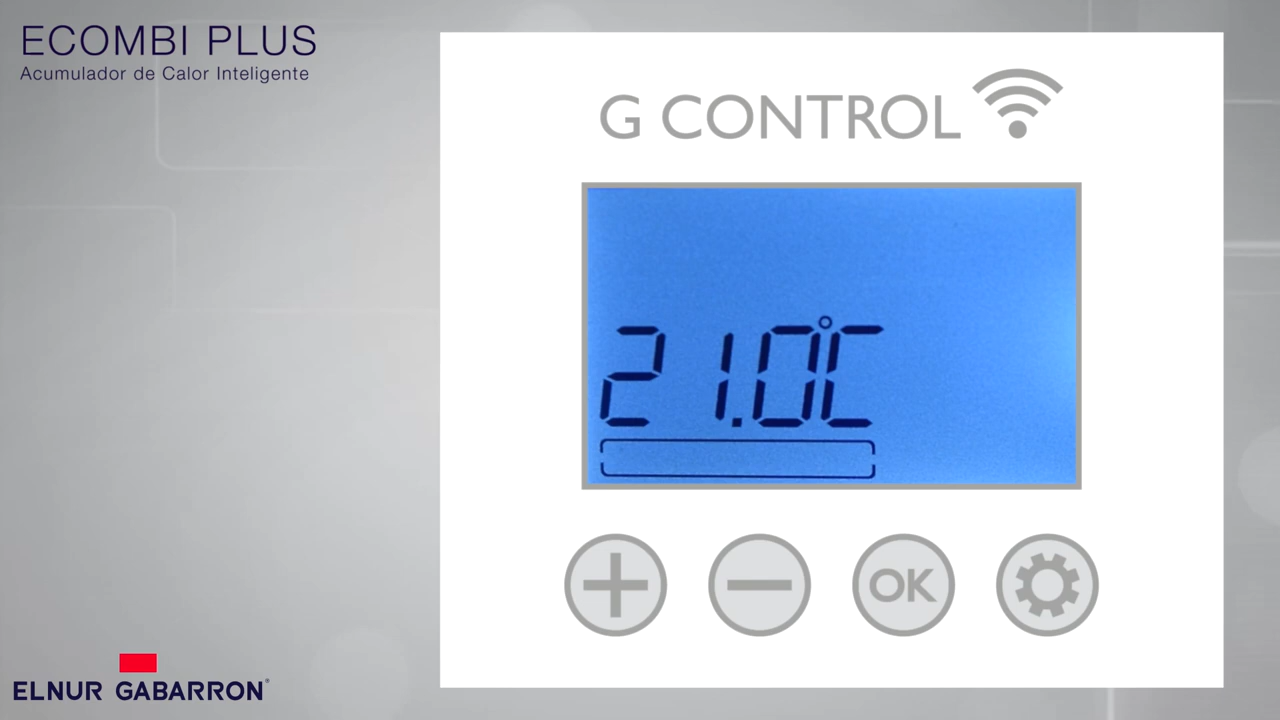 ECOMBI PLUS
Acumulador de Calor Inteligente
G CONTROL
21.0°C
OK
ELNUR GABARRON®